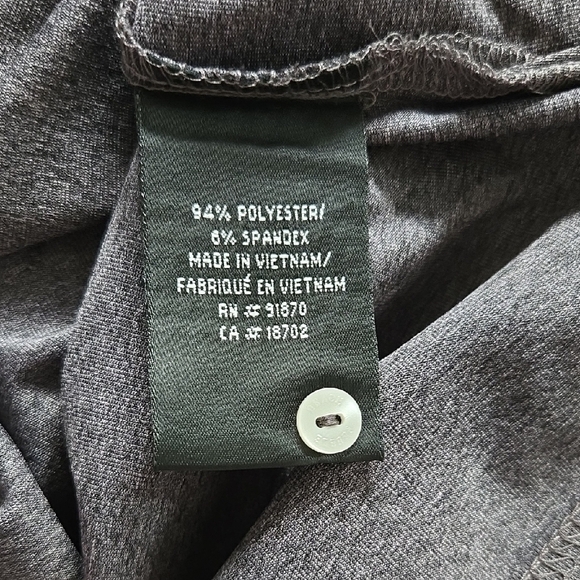 94% POLYESTER/
6% SPANDEX
MADE IN VIETNAM/
FABRIQUÉ EN VIETNAM
RN # 91870
CA # 18702